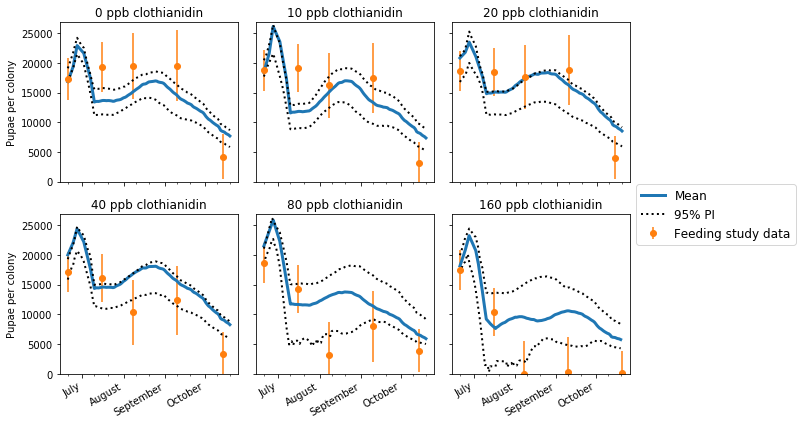 0 ppb clothianidin
10 ppb clothianidin
20 ppb clothianidin
Pupae per colony
25000
20000
15000
10000
5000
0
40 ppb clothianidin
80 ppb clothianidin
160 ppb clothianidin
Pupae per colony
25000
20000
15000
10000
5000
0
July
August
September
October
July
August
September
October
July
August
September
October
Mean
95% PI
Feeding study data